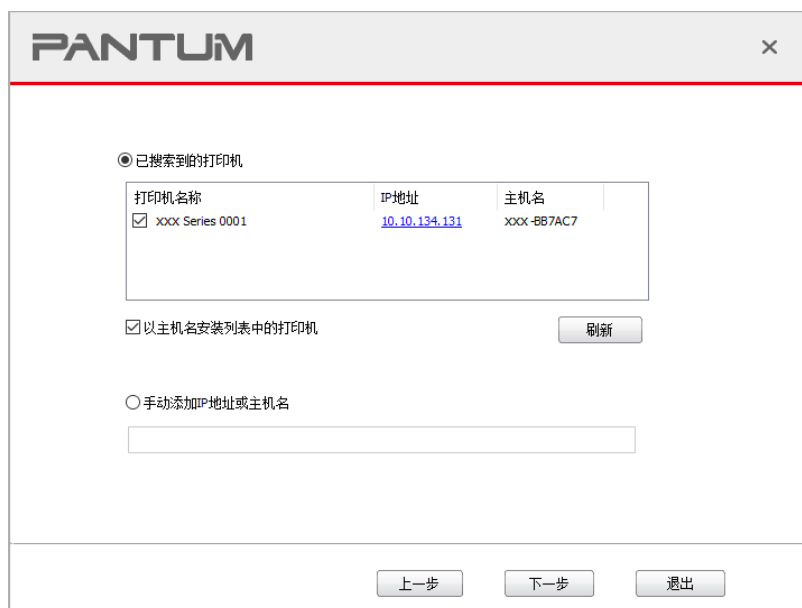 PANTUM
已搜索到的打印机
打印机名称 IP地址 主机名
XXX Series 0001 10.10.134.131 XXX-BB7AC7
以主机名安装列表中的打印机 刷新
手动添加IP地址或主机名
上一步 下一步 退出